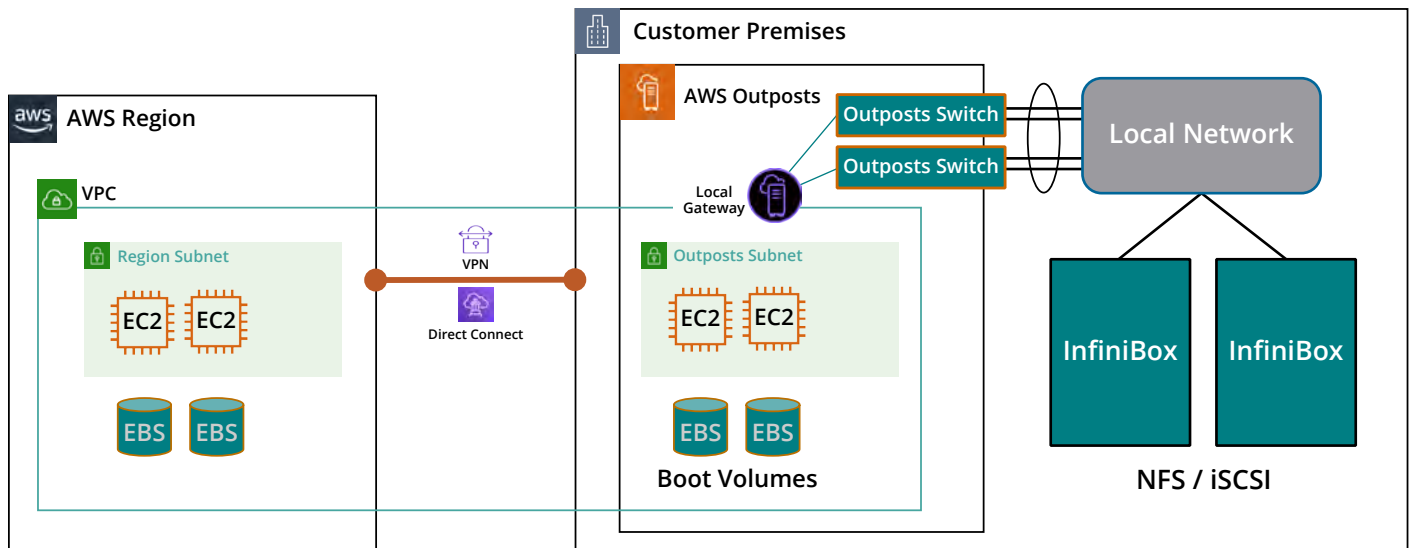 Customer Premises
AWS Outposts
Outposts Switch
Outposts Switch
Local Network
aws
AWS Region
VPC
Local
Gateway
Region Subnet
EC2
EC2
EBS
EBS
VPN
Direct Connect
Outposts Subnet
EC2
EC2
EBS
EBS
Boot Volumes
InfiniBox
InfiniBox
NFS / iSCSI